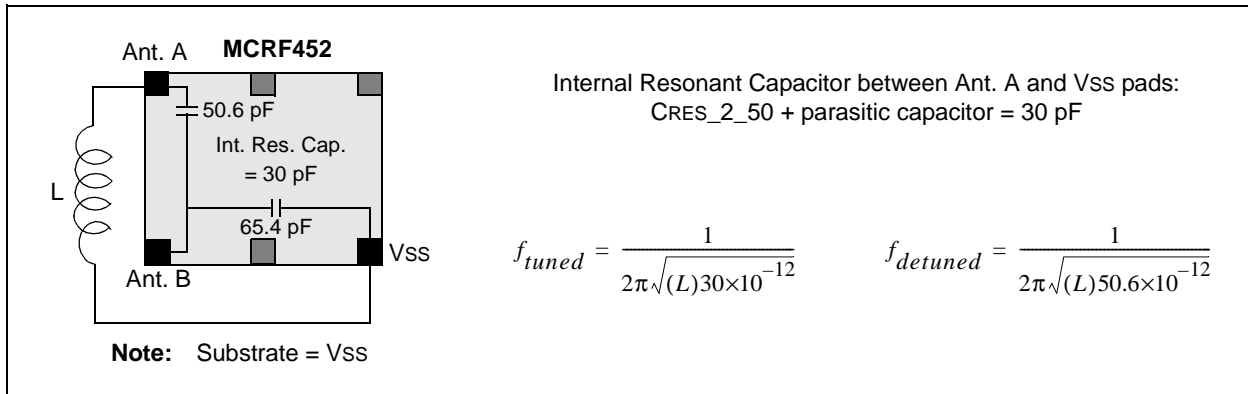 MCRF452
Ant. A
50.6 pF
Int. Res. Cap.
= 30 pF
L
65.4 pF
VSS
Ant. B
Note: Substrate = VSS
Internal Resonant Capacitor between Ant. A and VSS pads:
CRES_2_50 + parasitic capacitor = 30 pF
f_tuned = 1 / (2π√((L)30×10^-12))
f_detuned = 1 / (2π√((L)50.6×10^-12))